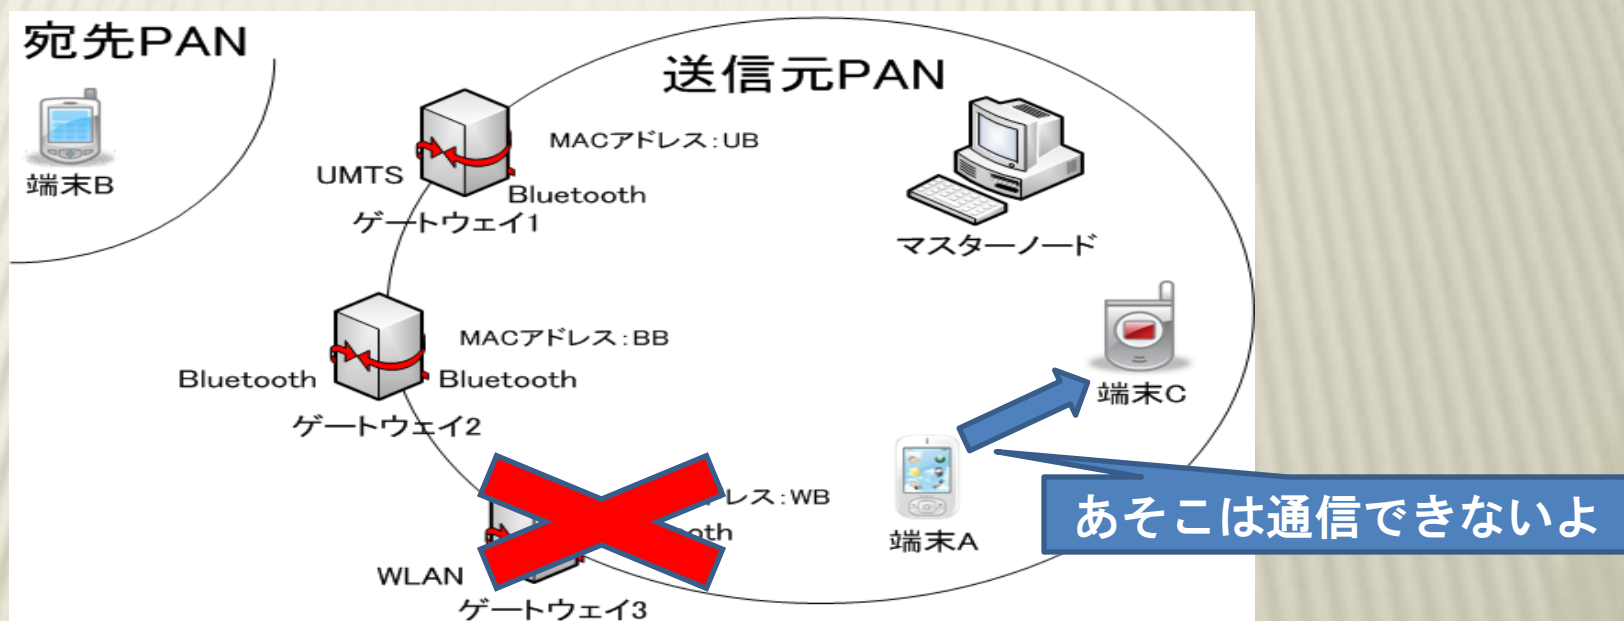 宛先PAN
送信元PAN
端末B
MACアドレス:UB
UMTS
Bluetooth
ゲートウェイ1
マスターノード
MACアドレス:BB
Bluetooth
Bluetooth
ゲートウェイ2
端末C
レス:WB
oth
端末A
あそこは通信できないよ
WLAN
ゲートウェイ3